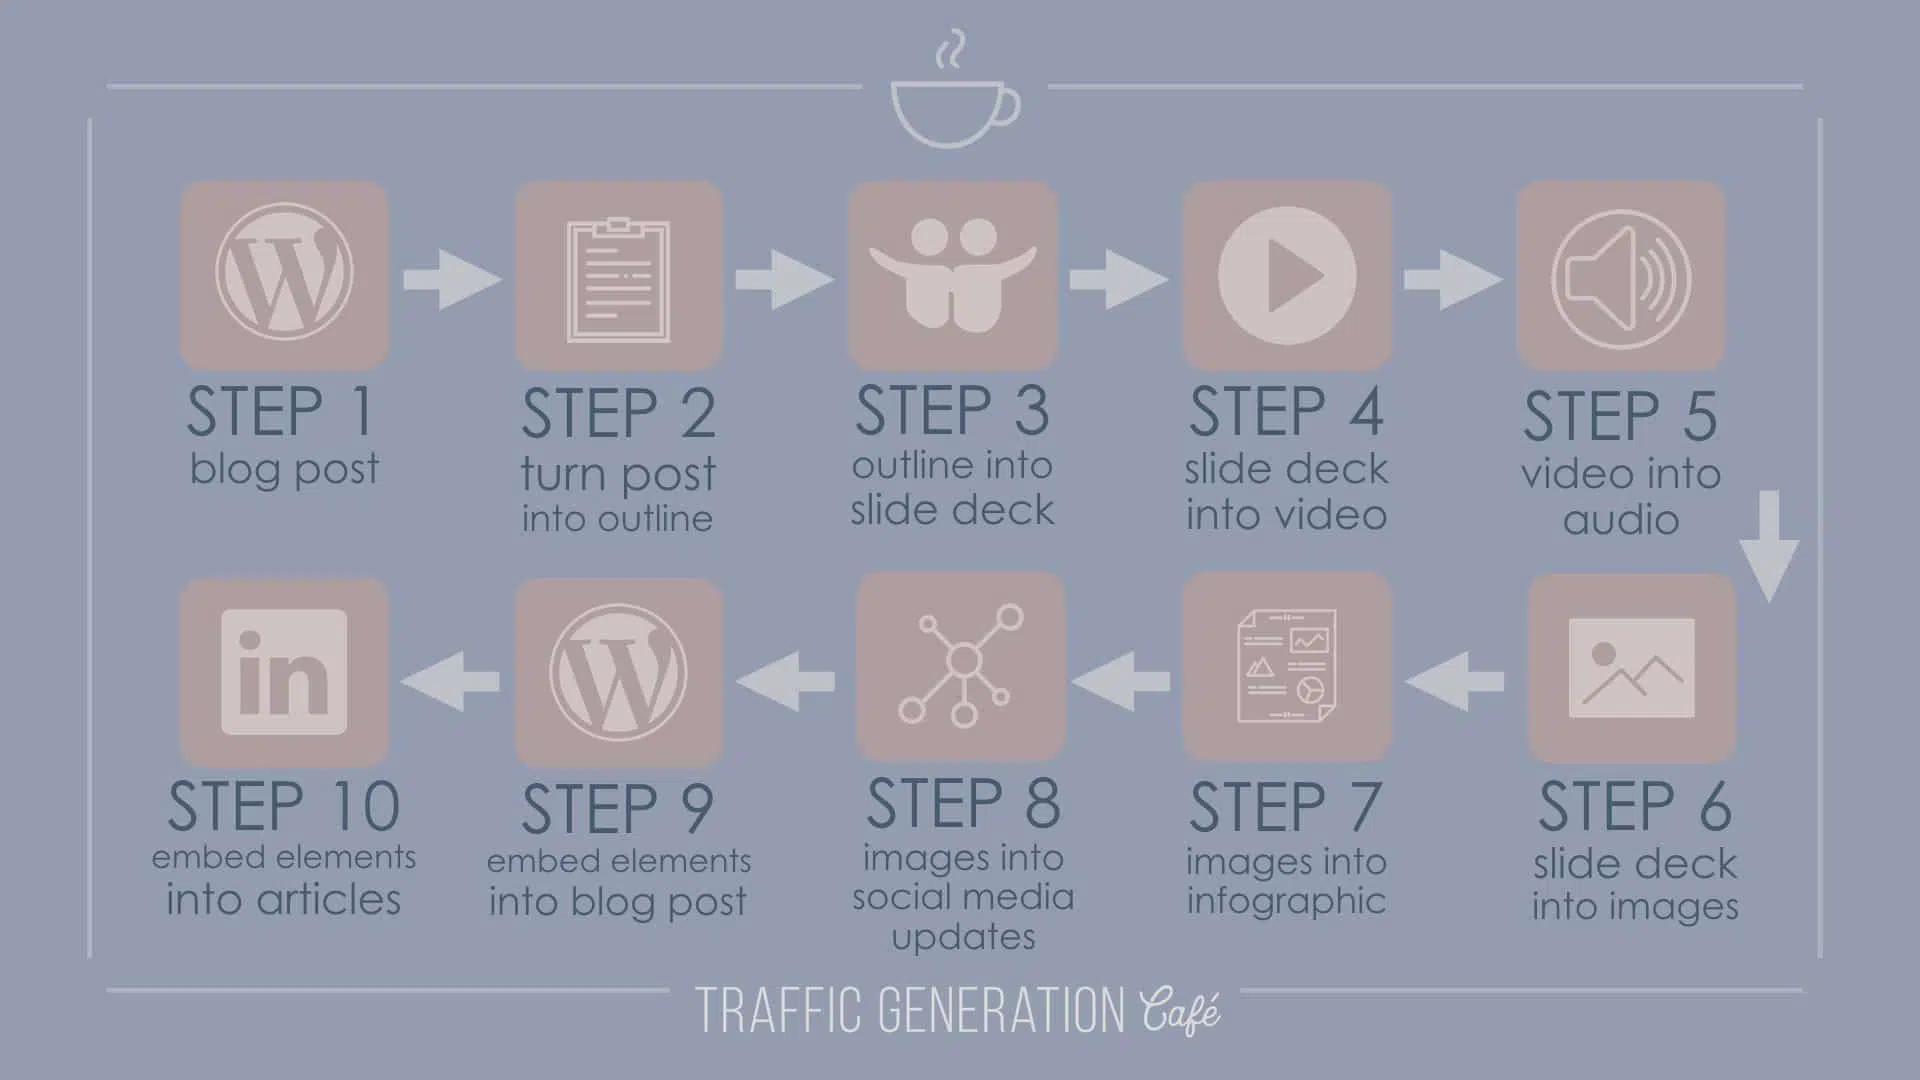 STEP 1
blog post
STEP 2
turn post
into outline
STEP 3
outline into
slide deck
STEP 4
slide deck
into video
STEP 5
video into
audio
in
STEP 10
embed elements
into articles
STEP 9
embed elements
into blog post
STEP 8
images into
social media
updates
STEP 7
images into
infographic
STEP 6
slide deck
into images
TRAFFIC GENERATION Café